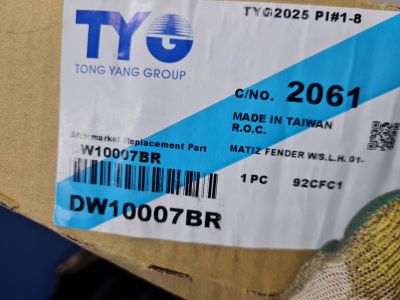 TYG2025 PI#1-8
TYG
TONG YANG GROUP
C/NO. 2061
MADE IN TAIWAN
R.O.C.
Aftermarket Replacement Part
DW10007BR
MATIZ FENDER W/S.L.H. 01-
1 PC 92CFC1
DW10007BR